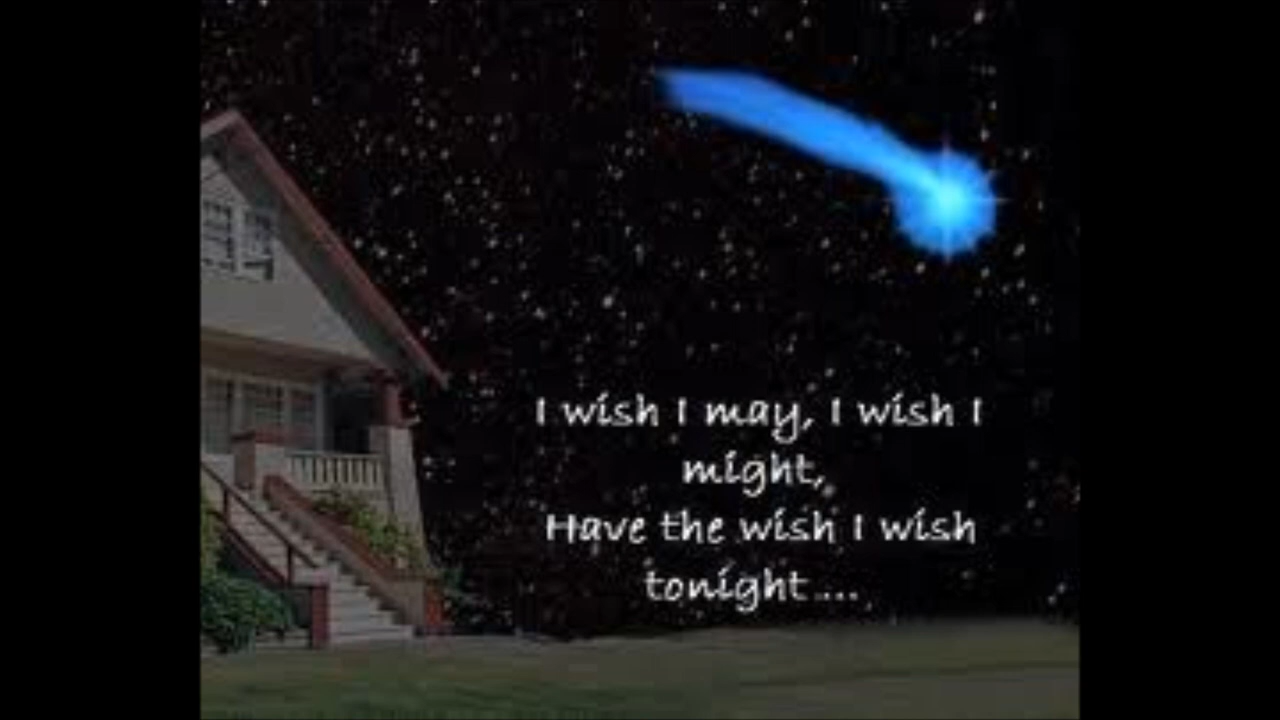 I wish I may, I wish I
might,
Have the wish I wish
tonight....